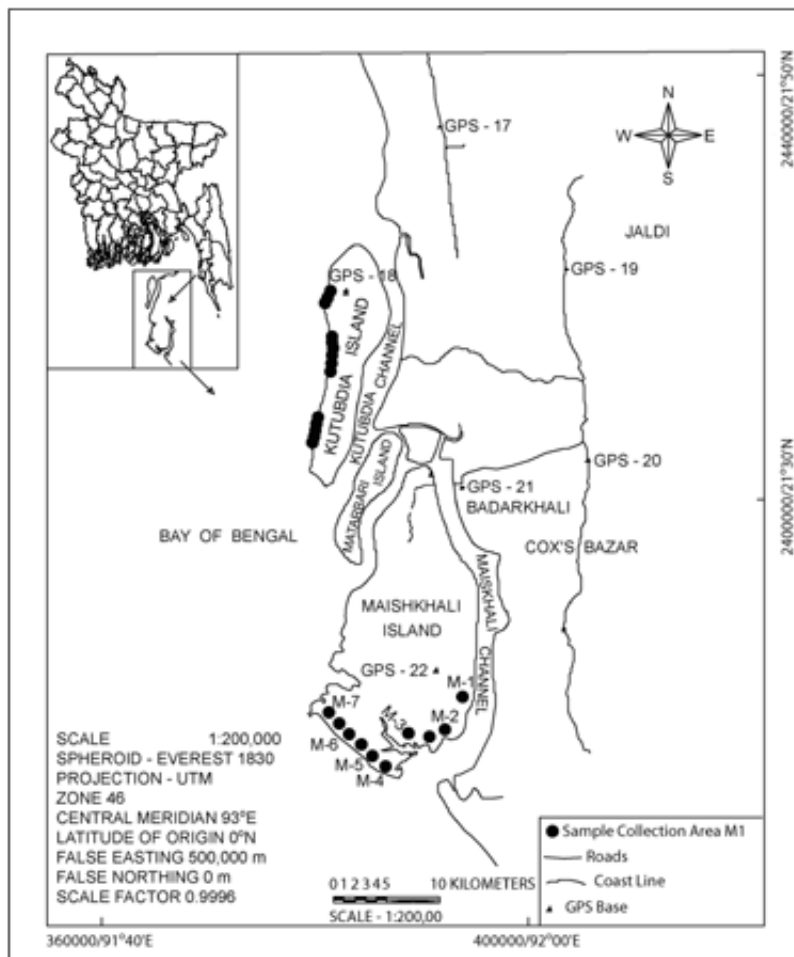 2440000/21°50'N
N
W
E
S
GPS - 17
JALDI
GPS - 19
GPS - 18
KUTUBDIA ISLAND
KUTUBDIA CHANNEL
MATARBARI ISLAND
GPS - 20
GPS - 21
BADARKHALI
2400000/21°30'N
BAY OF BENGAL
COX'S BAZAR
MAISHKHALI
ISLAND
MAISKHALI CHANNEL
GPS - 22
M-1
M-7
M-3
M-2
M-6
M-5
M-4
SCALE 1:200,000
SPHEROID - EVEREST 1830
PROJECTION - UTM
ZONE 46
CENTRAL MERIDIAN 93°E
LATITUDE OF ORIGIN 0°N
FALSE EASTING 500,000 m
FALSE NORTHING 0 m
SCALE FACTOR 0.9996
0 1 2 3 4 5 10 KILOMETERS
SCALE - 1:200,00
Sample Collection Area M1
Roads
Coast Line
GPS Base
360000/91°40'E
400000/92°00'E